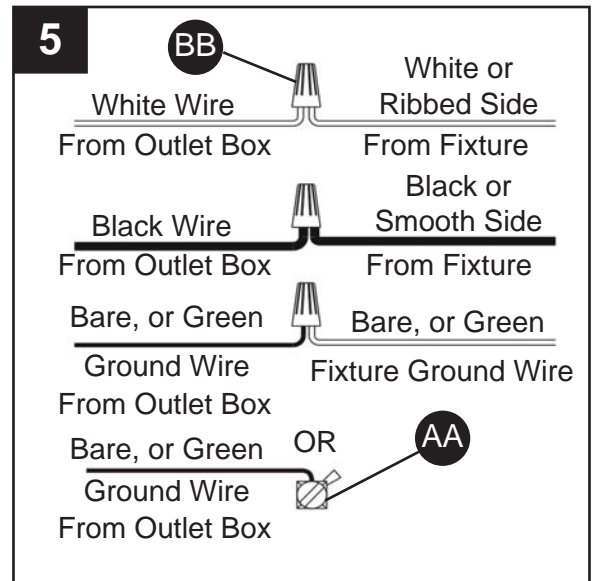 5
BB
White Wire
From Outlet Box
White or
Ribbed Side
From Fixture
Black Wire
From Outlet Box
Black or
Smooth Side
From Fixture
Bare, or Green
Ground Wire
From Outlet Box
Bare, or Green
Fixture Ground Wire
OR
Bare, or Green
Ground Wire
From Outlet Box
AA